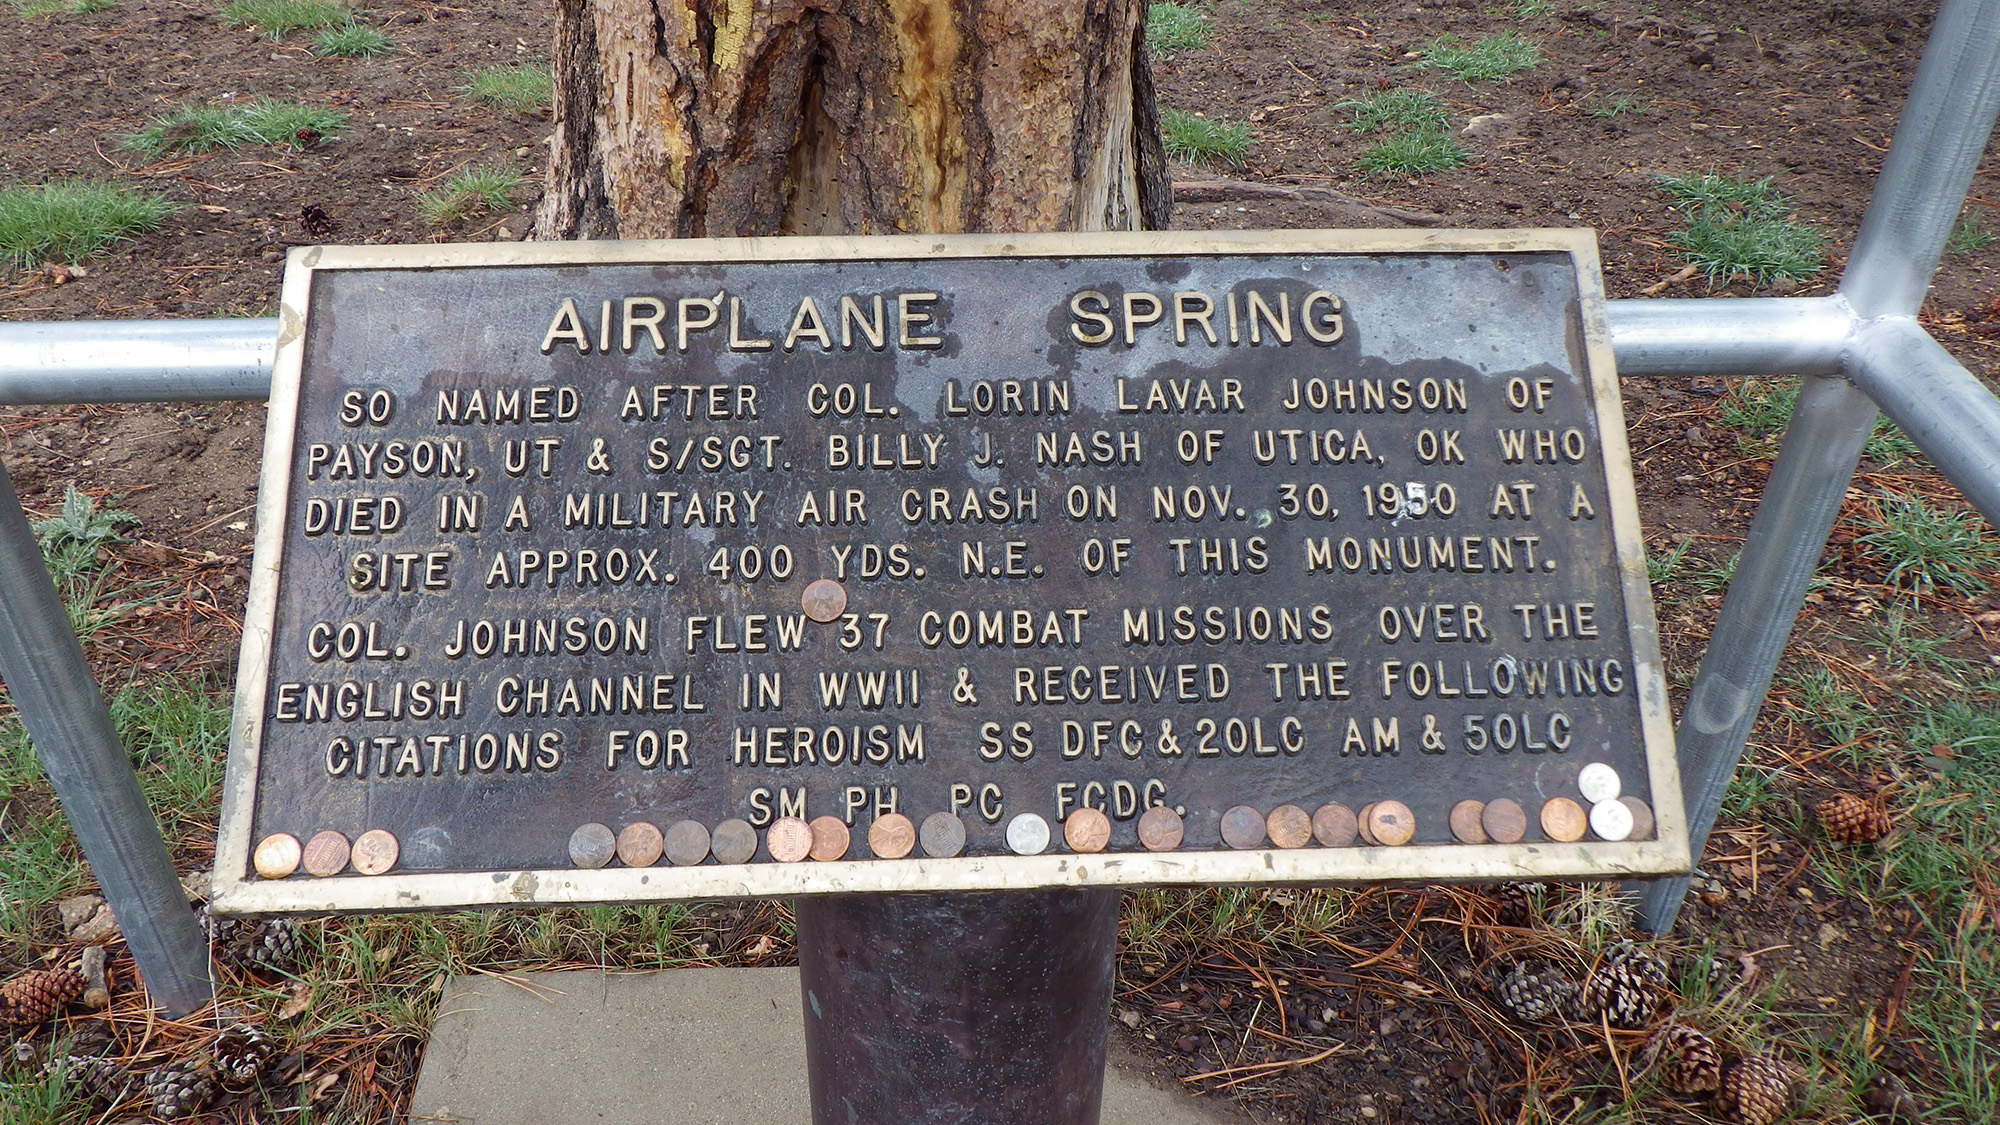 AIRPLANE SPRING
SO NAMED AFTER COL. LORIN LAVAR JOHNSON OF
PAYSON, UT & S/SGT. BILLY J. NASH OF UTICA, OK WHO
DIED IN A MILITARY AIR CRASH ON NOV. 30, 1950 AT A
SITE APPROX. 400 YDS. N.E. OF THIS MONUMENT.
COL. JOHNSON FLEW 37 COMBAT MISSIONS OVER THE
ENGLISH CHANNEL IN WWII & RECEIVED THE FOLLOWING
CITATIONS FOR HEROISM SS DFC & 2OLC AM & 5OLC
SM PH PC FCDG.